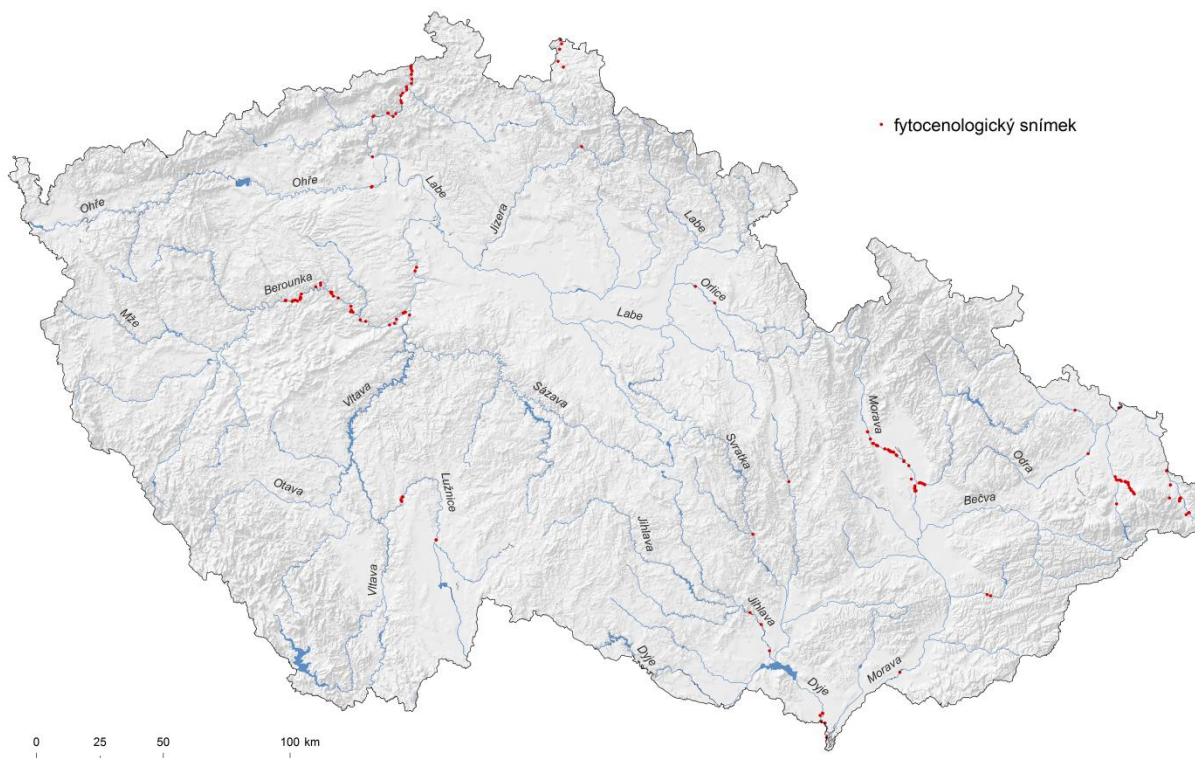 fytocenologický snímek
Ohře
Ohře
Labe
Jizera
Labe
Berounka
Mže
Labe
Orlice
Vltava
Sázava
Morava
Svratka
Odra
Bečva
Otava
Lužnice
Jihlava
Vltava
Jihlava
Dyje
Dyje
Morava
0 25 50 100 km